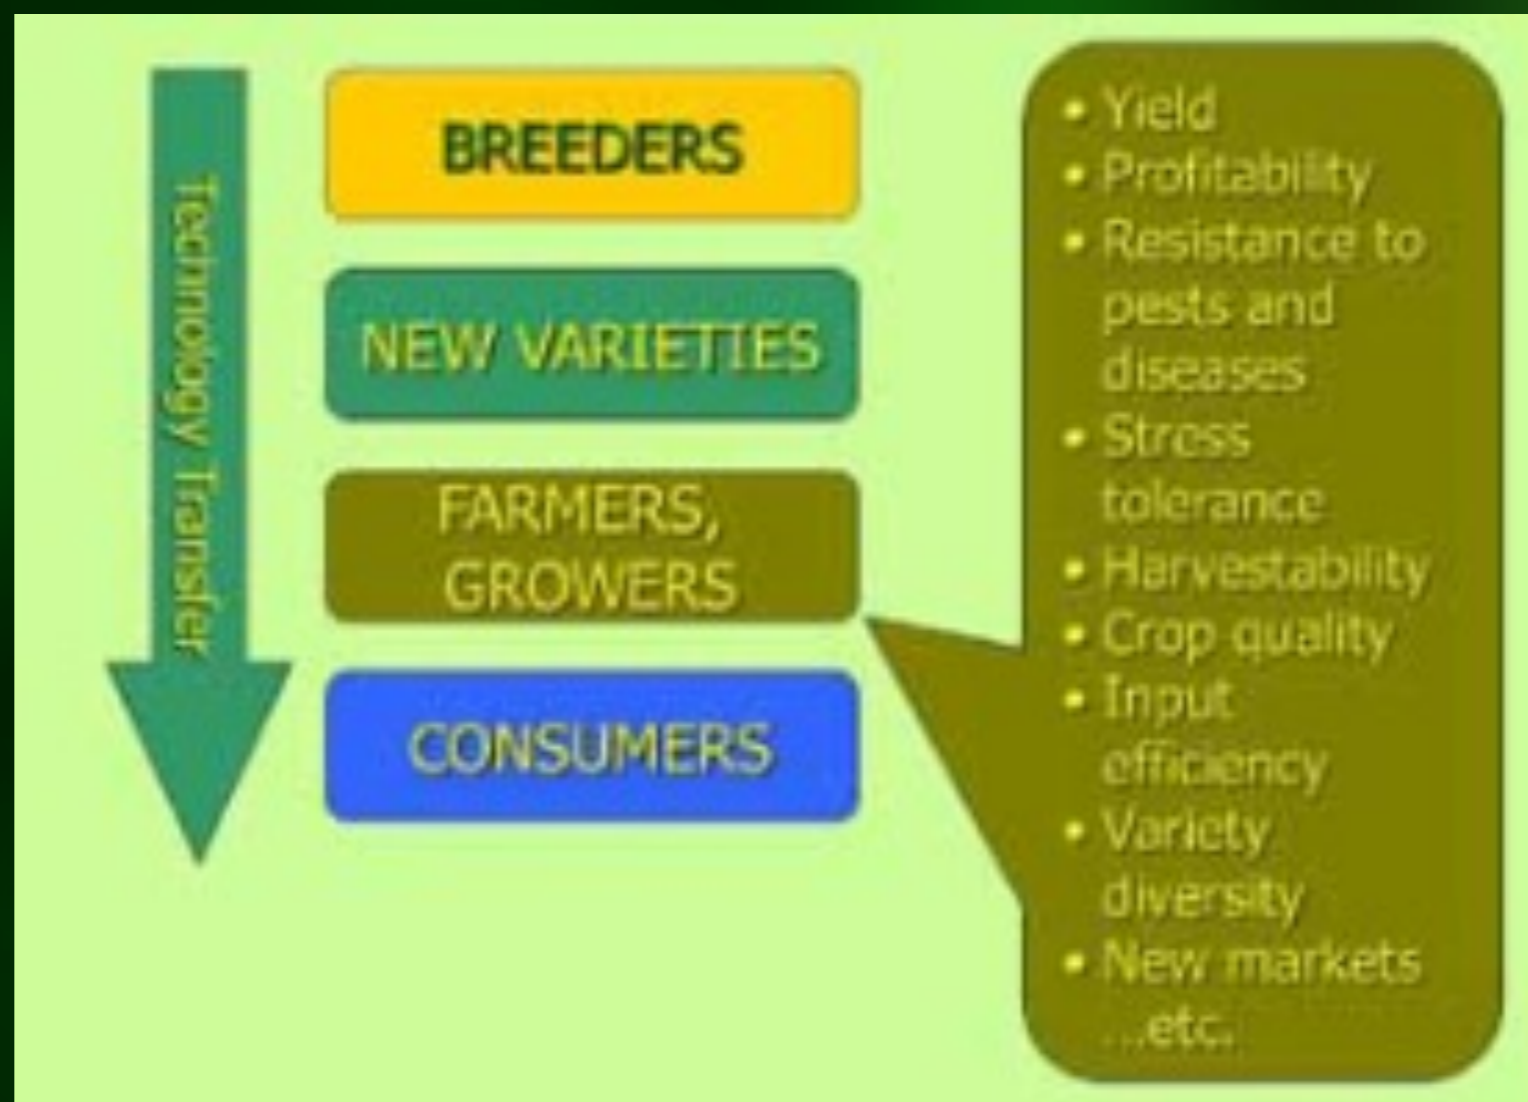 Technology Transfer
BREEDERS
NEW VARIETIES
FARMERS,
GROWERS
CONSUMERS
• Yield
• Profitability
• Resistance to
pests and
diseases
• Stress
tolerance
• Harvestability
• Crop quality
• Input
efficiency
• Variety
diversity
• New markets
...etc.